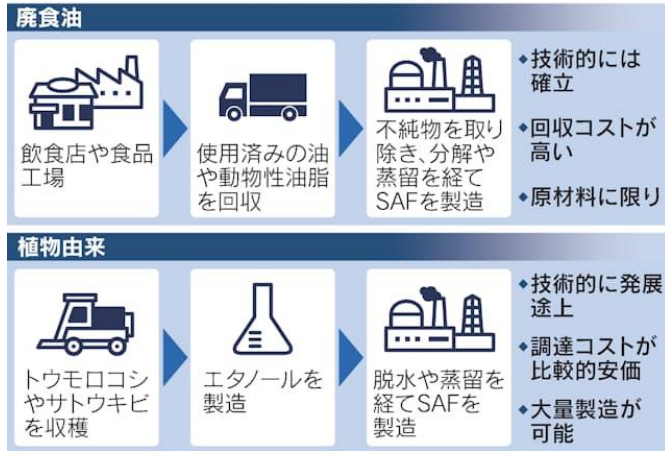 廃食油
飲食店や食品
工場
使用済みの油
や動物性油脂
を回収
不純物を取り
除き、分解や
蒸留を経て
SAFを製造
◆技術的には
確立
◆回収コストが
高い
◆原材料に限り
植物由来
トウモロコシ
やサトウキビ
を収穫
エタノールを
製造
脱水や蒸留を
経てSAFを
製造
◆技術的に発展
途上
◆調達コストが
比較的安価
◆大量製造が
可能